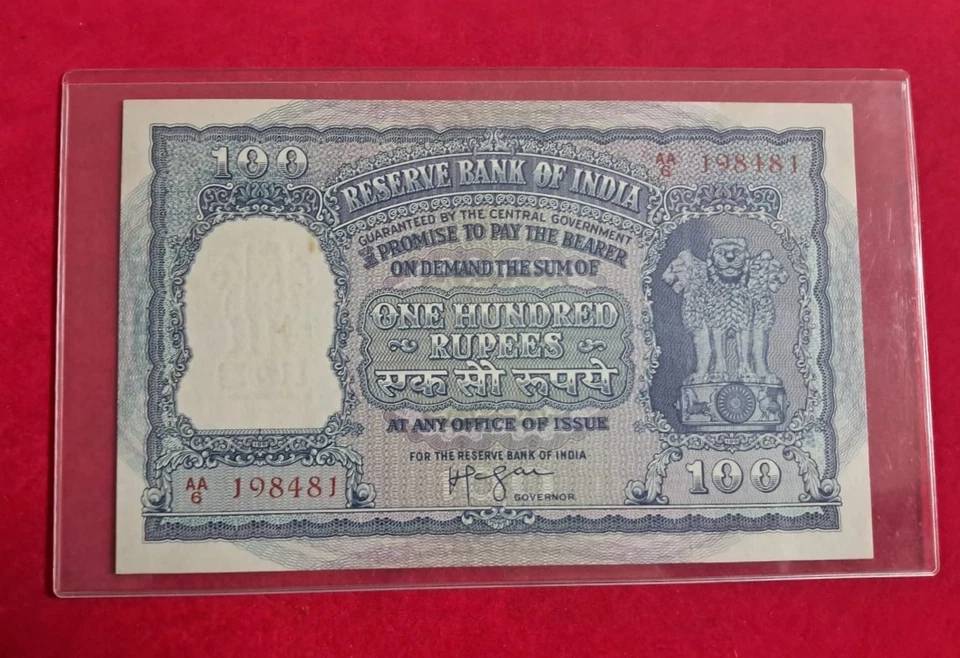 100
AA
6 198481
RESERVE BANK OF INDIA
GUARANTEED BY THE CENTRAL GOVERNMENT
I PROMISE TO PAY THE BEARER
ON DEMAND THE SUM OF
ONE HUNDRED
RUPEES
एक सौ रूपये
AT ANY OFFICE OF ISSUE
FOR THE RESERVE BANK OF INDIA
GOVERNOR.
AA
6 198481
100